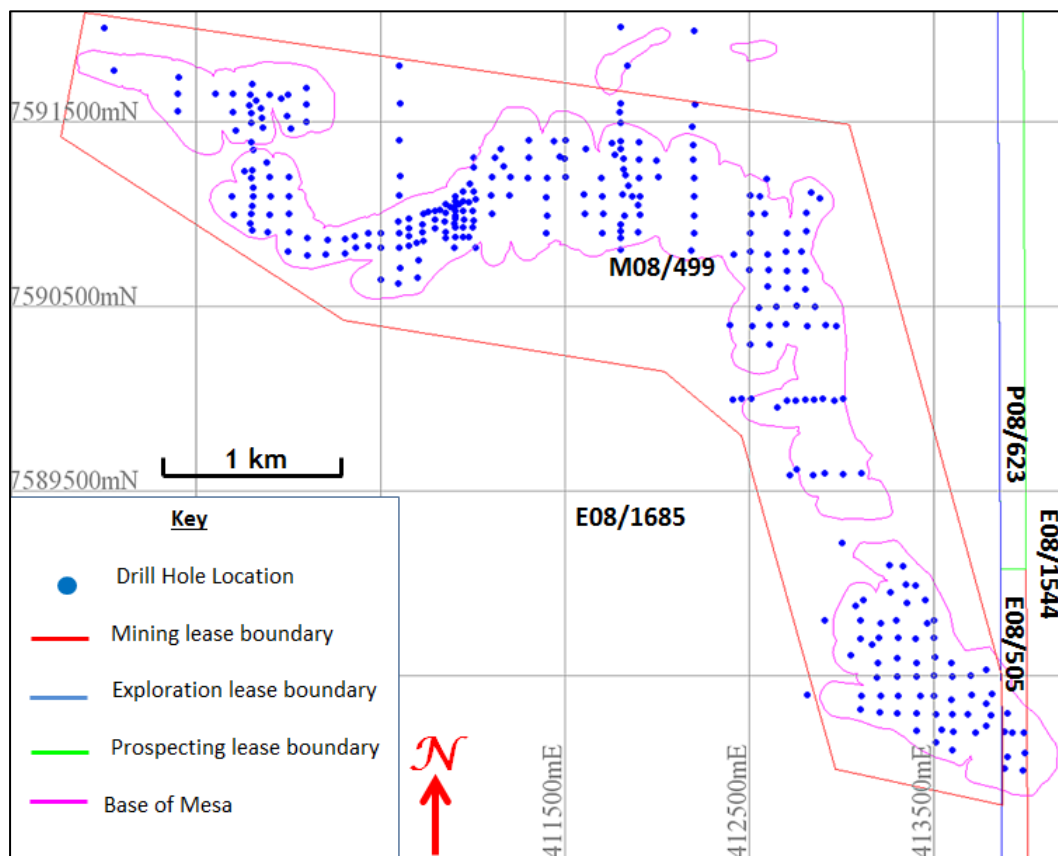 7591500mN
M08/499
7590500mN
P08/623
1 km
7589500mN
E08/1685
E08/1544
E08/505
Key
Drill Hole Location
Mining lease boundary
Exploration lease boundary
Prospecting lease boundary
Base of Mesa
N
411500mE
412500mE
413500mE